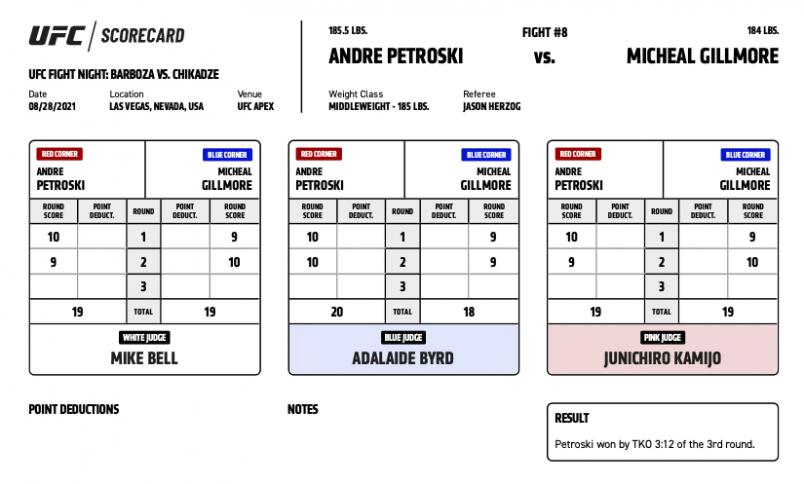 UFC SCORECARD
UFC FIGHT NIGHT: BARBOZA VS. CHIKADZE
Date Location Venue
08/28/2021 LAS VEGAS, NEVADA, USA UFC APEX
185.5 LBS. FIGHT #8 184 LBS.
ANDRE PETROSKI vs. MICHEAL GILLMORE
Weight Class Referee
MIDDLEWEIGHT - 185 LBS. JASON HERZOG
RED CORNER BLUE CORNER
ANDRE MICHEAL
PETROSKI GILLMORE
ROUND SCORE POINT DEDUCT. ROUND POINT DEDUCT. ROUND SCORE
10 1 9
9 2 10
3
19 TOTAL 19
WHITE JUDGE
MIKE BELL
RED CORNER BLUE CORNER
ANDRE MICHEAL
PETROSKI GILLMORE
ROUND SCORE POINT DEDUCT. ROUND POINT DEDUCT. ROUND SCORE
10 1 9
10 2 9
3
20 TOTAL 18
BLUE JUDGE
ADALAIDE BYRD
RED CORNER BLUE CORNER
ANDRE MICHEAL
PETROSKI GILLMORE
ROUND SCORE POINT DEDUCT. ROUND POINT DEDUCT. ROUND SCORE
10 1 9
9 2 10
3
19 TOTAL 19
PINK JUDGE
JUNICHIRO KAMIJO
POINT DEDUCTIONS
NOTES
RESULT
Petroski won by TKO 3:12 of the 3rd round.